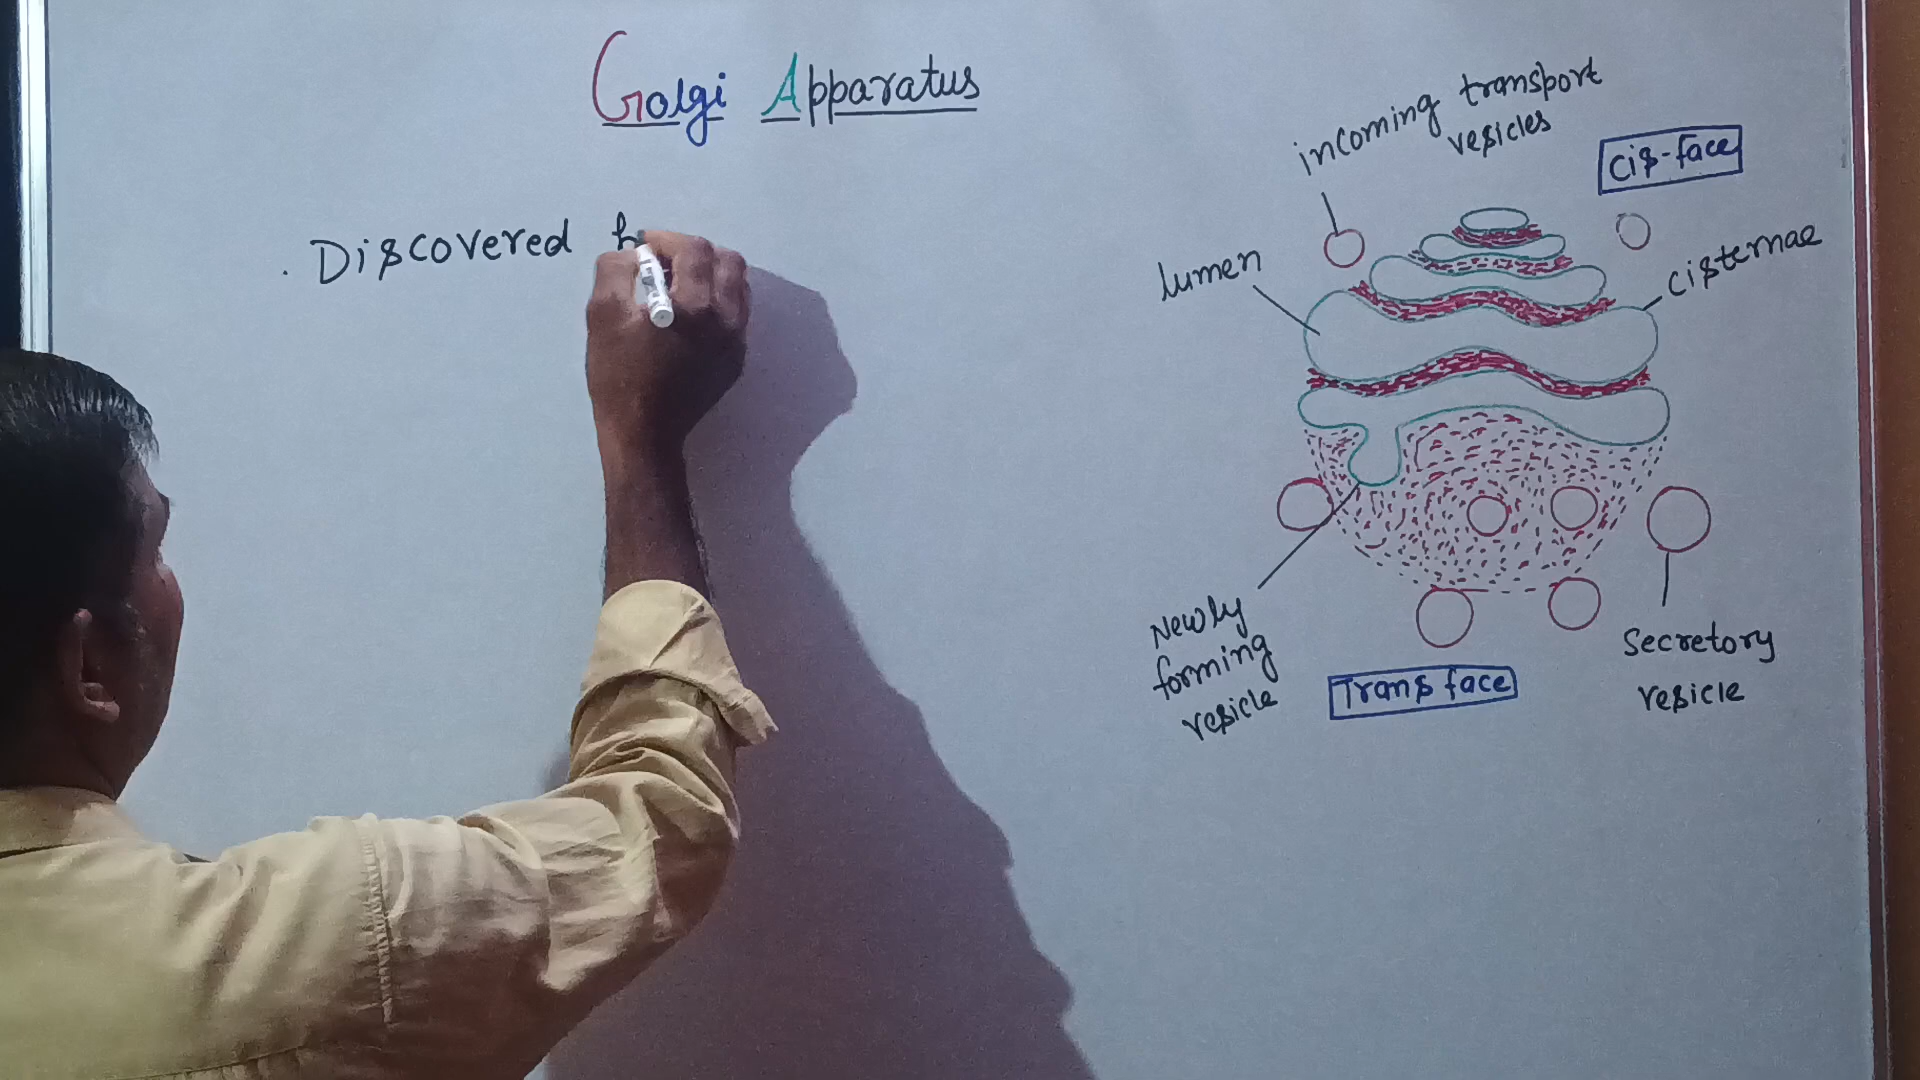 Golgi Apparatus
. Discovered
incoming transport
vesicles
cis-face
lumen
cisternae
Newly
forming
vesicle
Trans face
Secretory
vesicle